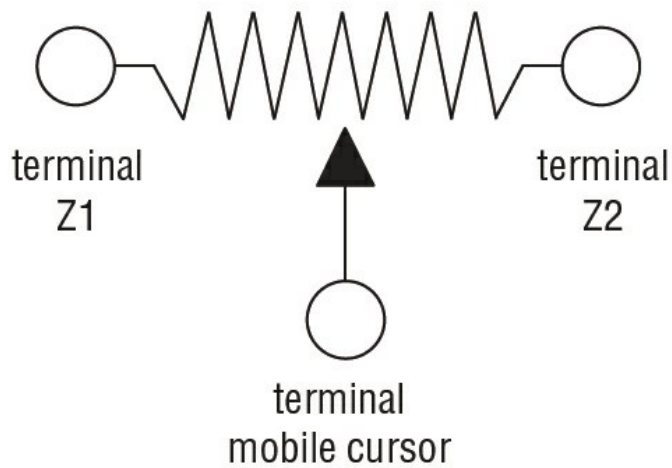 terminal
Z1
terminal
Z2
terminal
mobile cursor